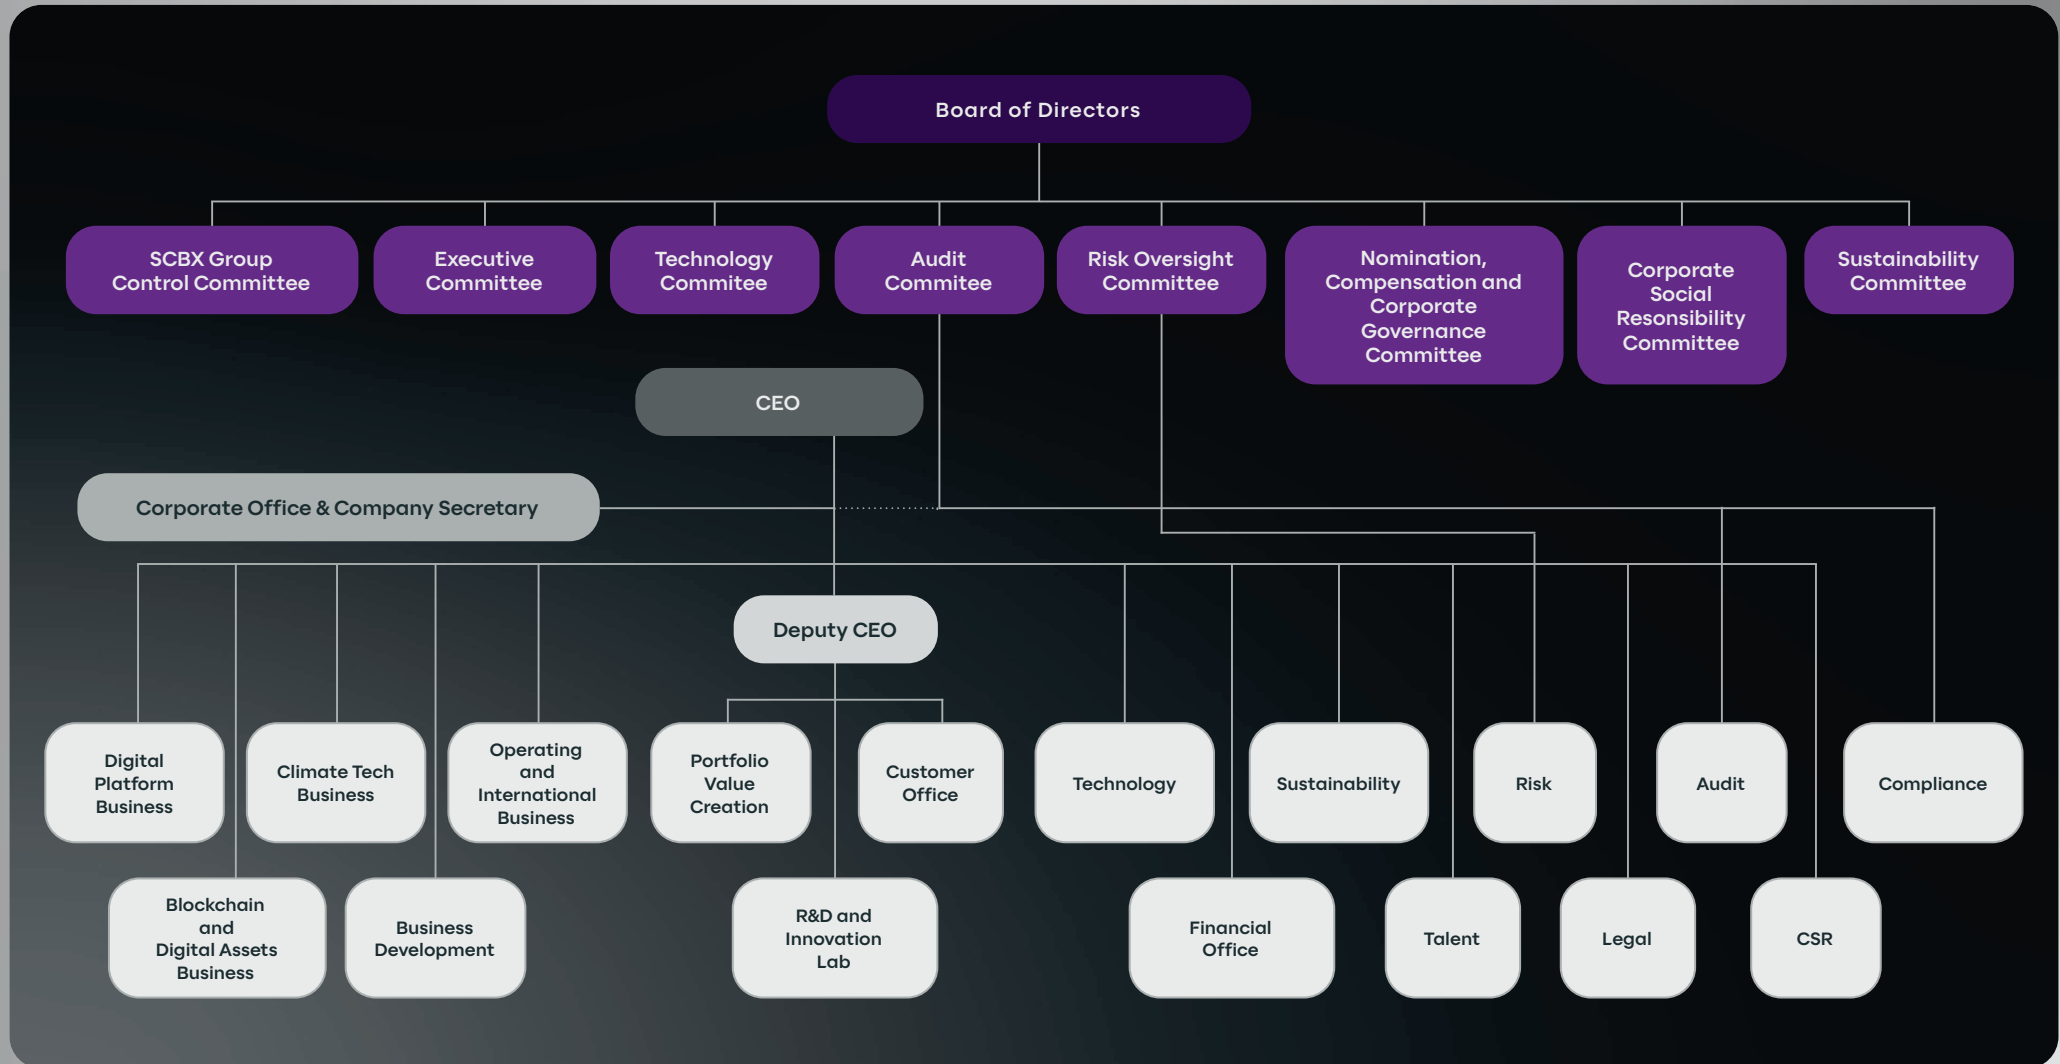 Board of Directors
SCBX Group
Control Committee
Executive
Committee
Technology
Commitee
Audit
Commitee
Risk Oversight
Committee
Nomination,
Compensation and
Corporate
Governance
Committee
Corporate
Social
Resonsibility
Committee
Sustainability
Committee
CEO
Corporate Office & Company Secretary
Deputy CEO
Digital
Platform
Business
Climate Tech
Business
Operating
and
International
Business
Portfolio
Value
Creation
Customer
Office
Technology
Sustainability
Risk
Audit
Compliance
Blockchain
and
Digital Assets
Business
Business
Development
R&D and
Innovation
Lab
Financial
Office
Talent
Legal
CSR